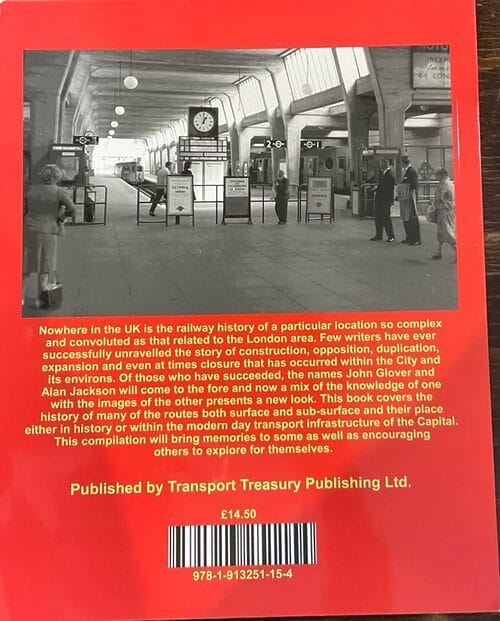 44 LONG
2
1
OLYMPIA
Nowhere in the UK is the railway history of a particular location so complex
and convoluted as that related to the London area. Few writers have ever
successfully unravelled the story of construction, opposition, duplication,
expansion and even at times closure that has occurred within the City and
its environs. Of those who have succeeded, the names John Glover and
Alan Jackson will come to the fore and now a mix of the knowledge of one
with the images of the other presents a new look. This book covers the
history of many of the routes both surface and sub-surface and their place
either in history or within the modern day transport infrastructure of the Capital.
This compilation will bring memories to some as well as encouraging
others to explore for themselves.
Published by Transport Treasury Publishing Ltd.
£14.50
978-1-913251-15-4